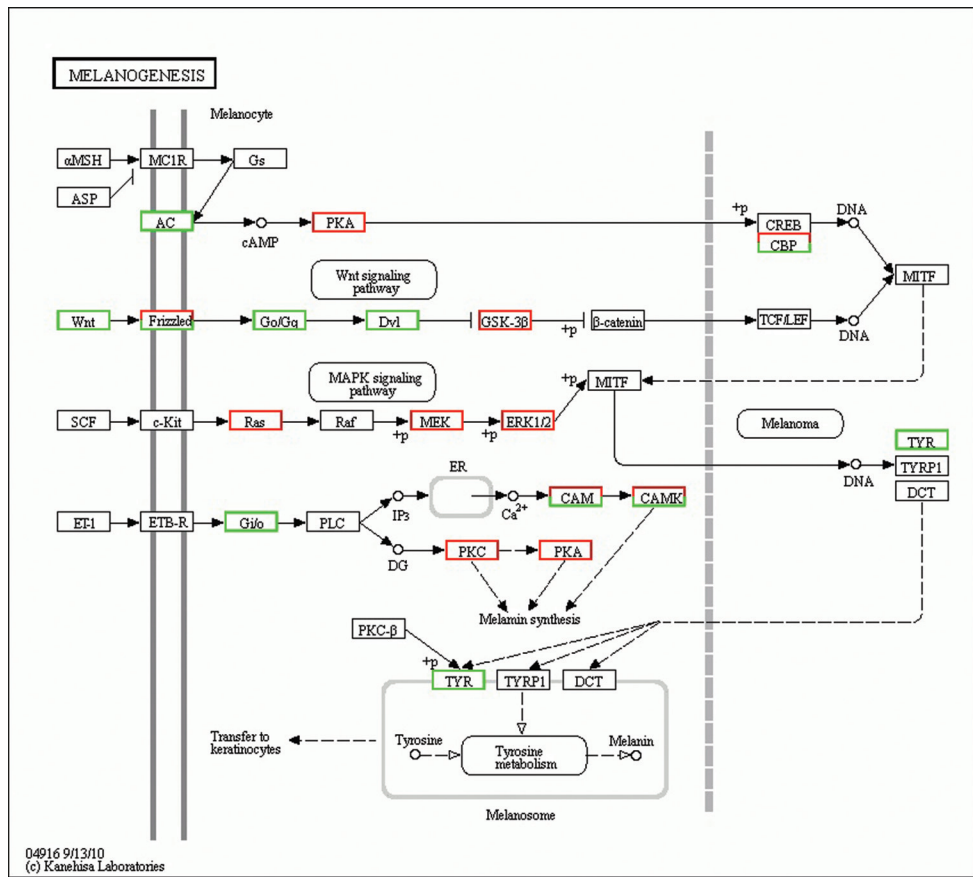 MELANOGENESIS
Melanocyte
αMSH
MC1R
Gs
ASP
AC
cAMP
PKA
+p
CREB
CBP
DNA
MITF
Wnt signaling
pathway
Wnt
Frizzled
Go/Gq
Dvl
GSK-3β
+p
β-catenin
TCF/LEF
DNA
MAPK signaling
pathway
+p
MITF
SCF
c-Kit
Ras
Raf
+p
MEK
+p
ERK1/2
Melanoma
TYR
TYRP1
DCT
DNA
ER
ET-1
ETB-R
Gi/o
PLC
IP3
Ca2+
CAM
CAMK
DG
PKC
PKA
Melamin synthesis
PKC-β
+p
TYR
TYRP1
DCT
Transfer to
keratinocytes
Tyrosine
Tyrosine
metabolism
Melanin
Melanosome
04916 9/13/10
(c) Kanehisa Laboratories